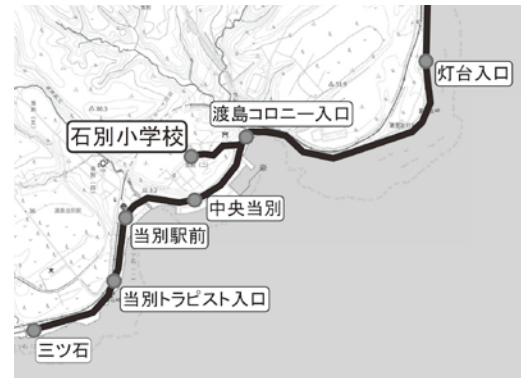 灯台入口
渡島コロニー入口
石別小学校
中央当別
当別駅前
当別トラピスト入口
三ツ石